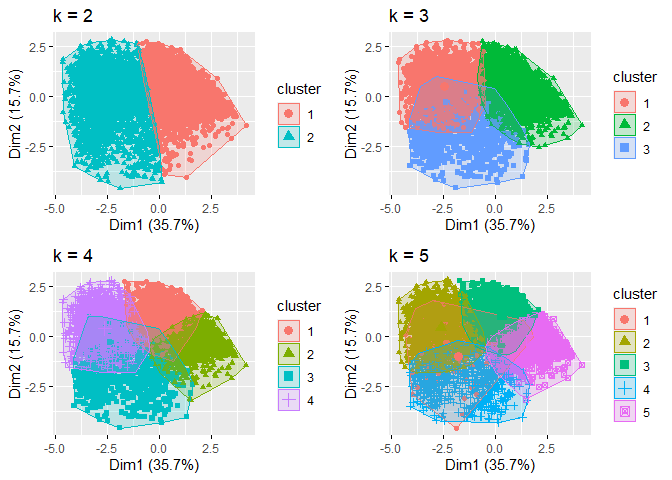 k = 2
2.5
0.0
-2.5
Dim2 (15.7%)
-5.0 -2.5 0.0 2.5
Dim1 (35.7%)
cluster
1
2
k = 3
2.5
0.0
-2.5
Dim2 (15.7%)
-5.0 -2.5 0.0 2.5
Dim1 (35.7%)
cluster
1
2
3
k = 4
2.5
0.0
-2.5
Dim2 (15.7%)
-5.0 -2.5 0.0 2.5
Dim1 (35.7%)
cluster
1
2
3
4
k = 5
2.5
0.0
-2.5
Dim2 (15.7%)
-5.0 -2.5 0.0 2.5
Dim1 (35.7%)
cluster
1
2
3
4
5